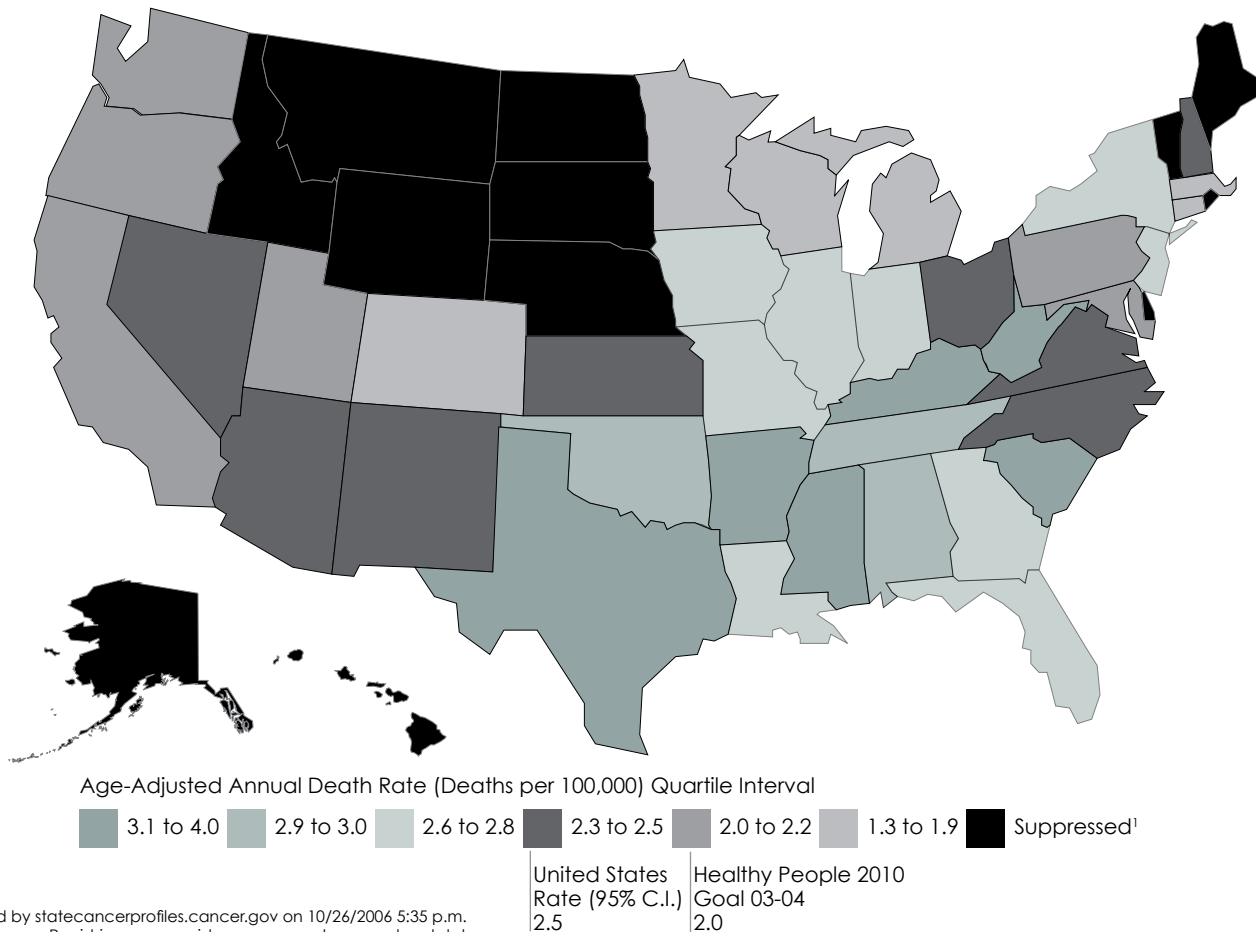 Age-Adjusted Annual Death Rate (Deaths per 100,000) Quartile Interval
3.1 to 4.0 2.9 to 3.0 2.6 to 2.8 2.3 to 2.5 2.0 to 2.2 1.3 to 1.9 Suppressed¹
United States
Rate (95% C.I.)
2.5
Healthy People 2010
Goal 03-04
2.0
by statecancerprofiles.cancer.gov on 10/26/2006 5:35 p.m.